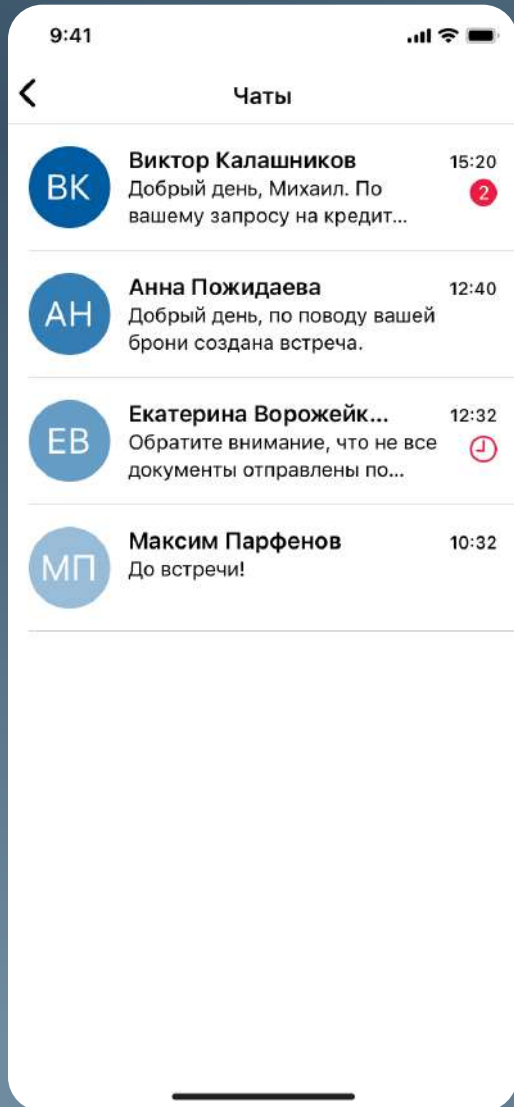 9:41
Чаты
ВК
Виктор Калашников
15:20
Добрый день, Михаил. По
2
вашему запросу на кредит...
АН
Анна Пожидаева
12:40
Добрый день, по поводу вашей
брони создана встреча.
ЕВ
Екатерина Ворожейк...
12:32
Обратите внимание, что не все
документы отправлены по...
МП
Максим Парфенов
10:32
До встречи!